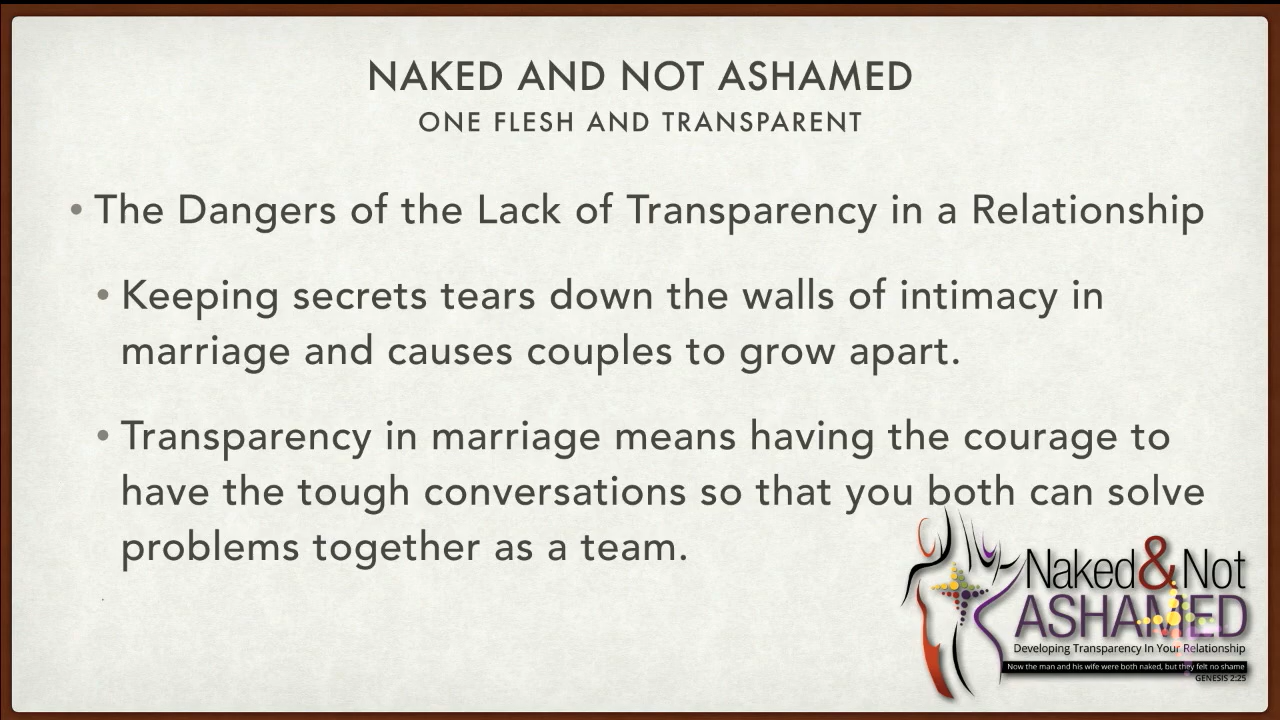 NAKED AND NOT ASHAMED
ONE FLESH AND TRANSPARENT
• The Dangers of the Lack of Transparency in a Relationship
• Keeping secrets tears down the walls of intimacy in
marriage and causes couples to grow apart.
• Transparency in marriage means having the courage to
have the tough conversations so that you both can solve
problems together as a team.
Naked & Not
ASHAMED
Developing Transparency In Your Relationship
Now the man and his wife were both naked, but they felt no shame
GENESIS 2:25